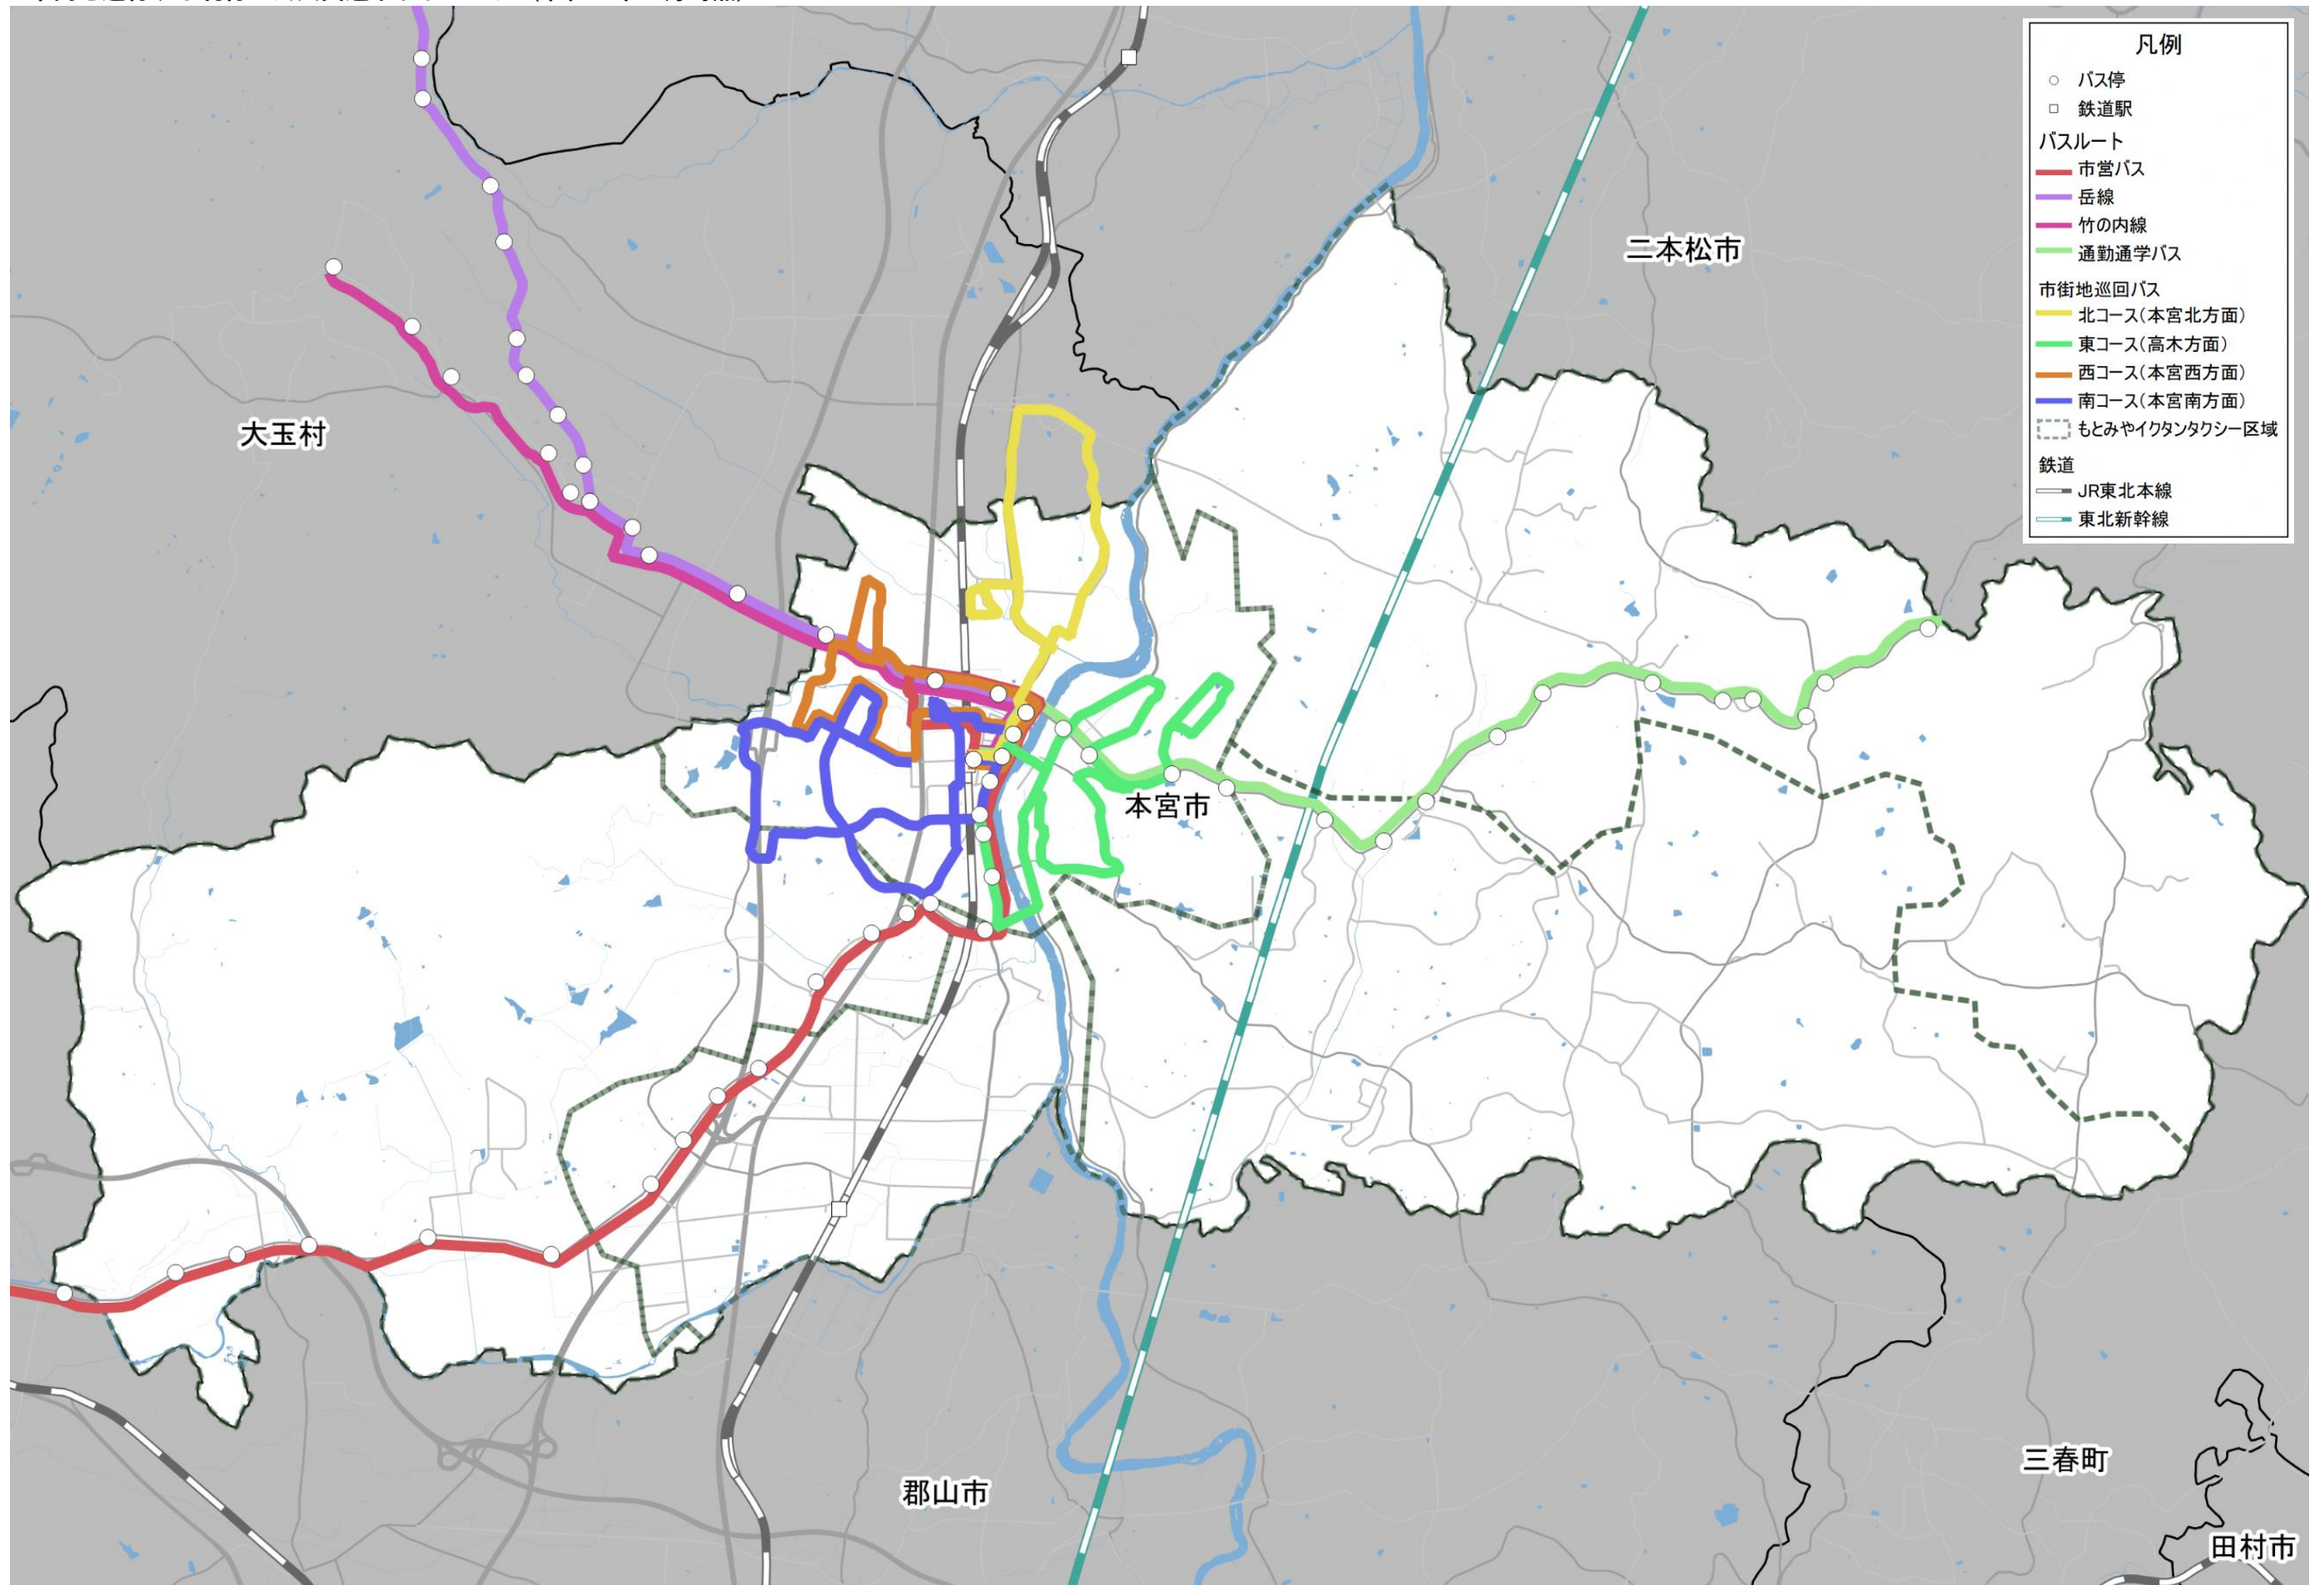 凡例
バス停
鉄道駅
バスルート
市営バス
岳線
竹の内線
通勤通学バス
市街地巡回バス
北コース(本宮北方面)
東コース(高木方面)
西コース(本宮西方面)
南コース(本宮南方面)
もとみやイクタンタクシー区域
鉄道
JR東北本線
東北新幹線
二本松市
大玉村
本宮市
郡山市
三春町
田村市